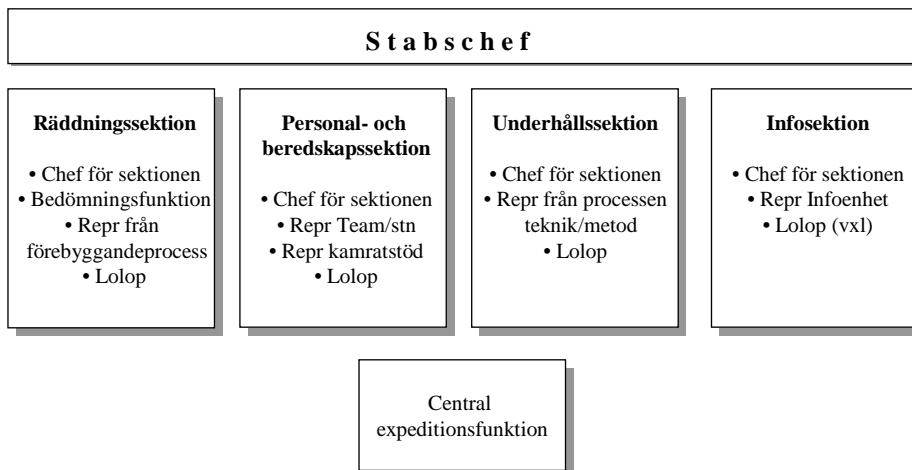 Stabschef
Räddningssektion
• Chef för sektionen
• Bedömningsfunktion
• Repr från
förebyggandeprocess
• Lolop
Personal- och
beredskapssektion
• Chef för sektionen
• Repr Team/stn
• Repr kamratstöd
• Lolop
Underhållssektion
• Chef för sektionen
• Repr från processen
teknik/metod
• Lolop
Infosektion
• Chef för sektionen
• Repr Infoenhet
• Lolop (vxl)
Central
expeditionsfunktion